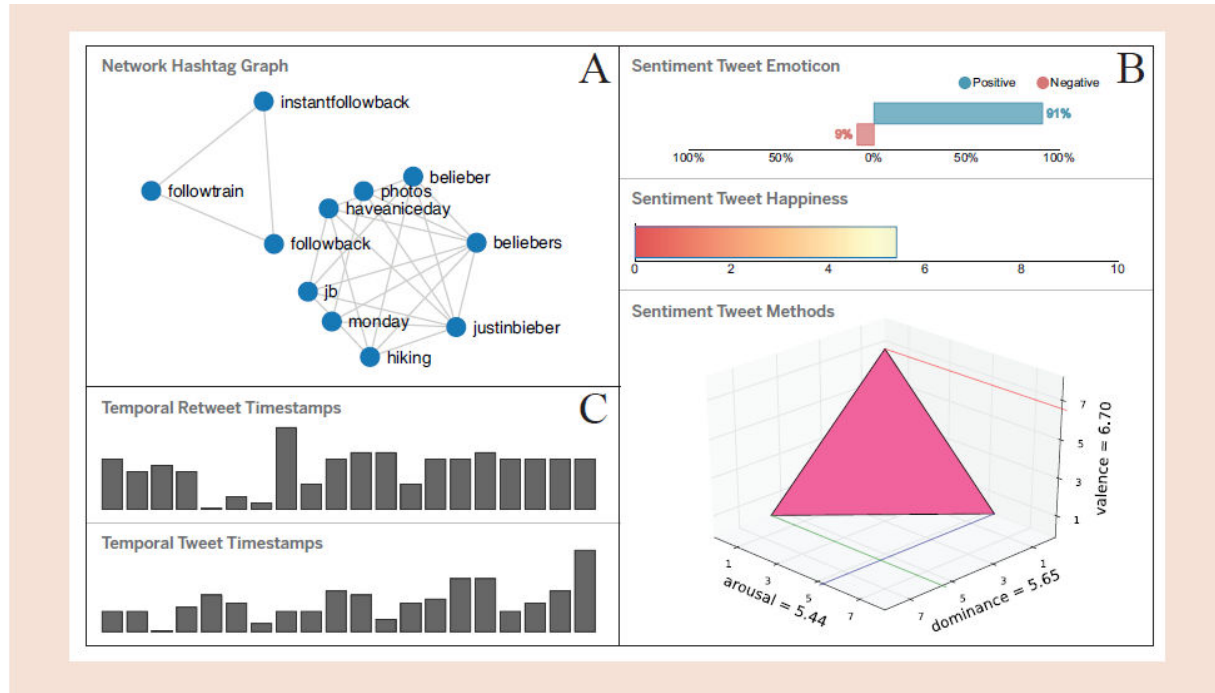 Network Hashtag Graph
A
instantfollowback
followtrain
followback
belieber
photos
haveaniceday
beliebers
jb
monday
justinbieber
hiking
Sentiment Tweet Emoticon
B
Positive Negative
91%
9%
100% 50% 0% 50% 100%
Sentiment Tweet Happiness
0 2 4 6 8 10
Sentiment Tweet Methods
7
5
3
1
valence = 6.70
1 3 5 7
arousal = 5.44
7 5 3 1
dominance = 5.65
Temporal Retweet Timestamps
C
Temporal Tweet Timestamps